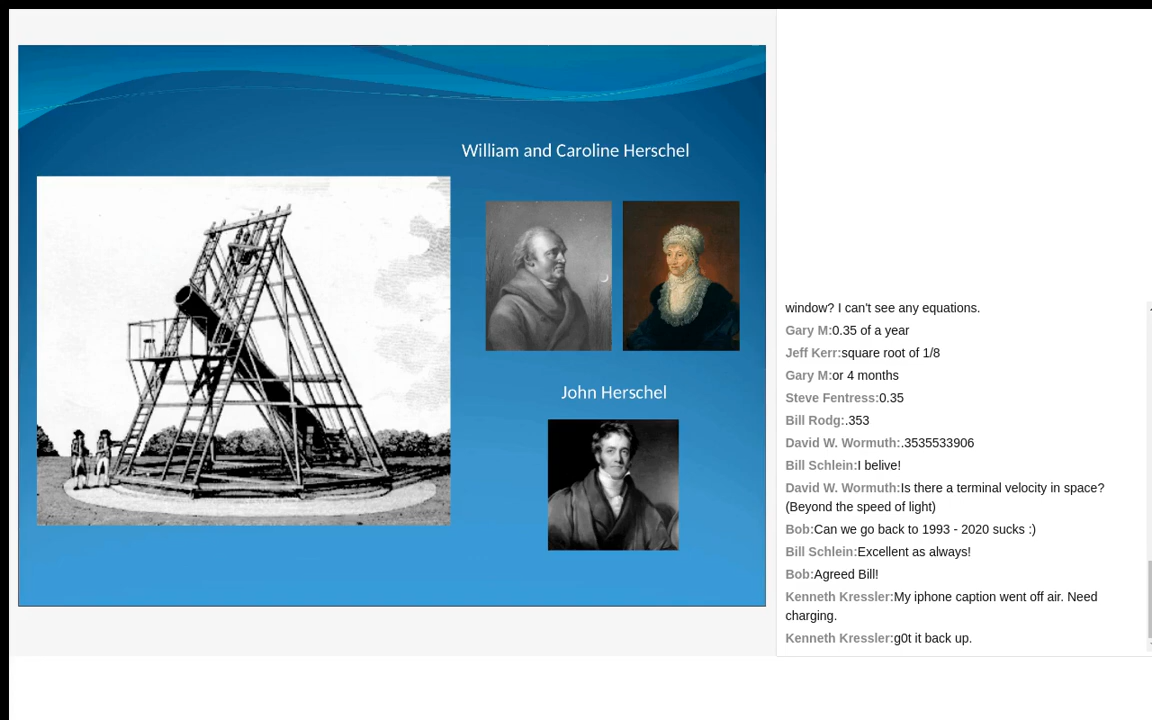 William and Caroline Herschel
John Herschel
window? I can't see any equations.
Gary M:0.35 of a year
Jeff Kerr:square root of 1/8
Gary M:or 4 months
Steve Fentress:0.35
Bill Rodg:.353
David W. Wormuth:.3535533906
Bill Schlein:I belive!
David W. Wormuth:Is there a terminal velocity in space?
(Beyond the speed of light)
Bob:Can we go back to 1993 - 2020 sucks :)
Bill Schlein:Excellent as always!
Bob:Agreed Bill!
Kenneth Kressler:My iphone caption went off air. Need
charging.
Kenneth Kressler:g0t it back up.